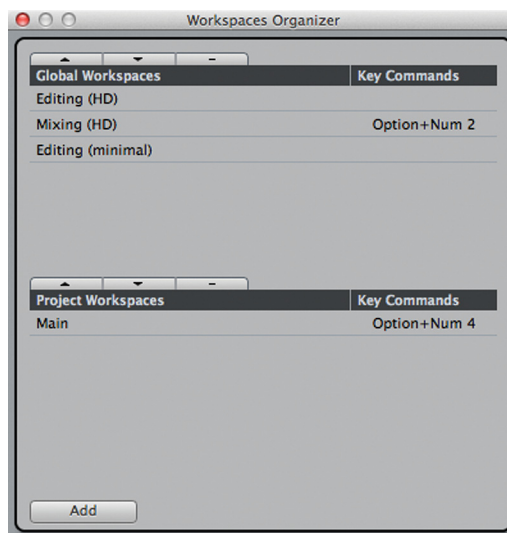 Workspaces Organizer
Global Workspaces Key Commands
Editing (HD)
Mixing (HD) Option+Num 2
Editing (minimal)
Project Workspaces Key Commands
Main Option+Num 4
Add